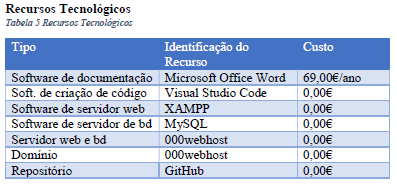 Recursos Tecnológicos
Tabela 5 Recursos Tecnológicos
Tipo Identificação do Recurso Custo
Software de documentação Microsoft Office Word 69,00€/ano
Soft. de criação de código Visual Studio Code 0,00€
Software de servidor web XAMPP 0,00€
Software de servidor de bd MySQL 0,00€
Servidor web e bd 000webhost 0,00€
Domínio 000webhost 0,00€
Repositório GitHub 0,00€